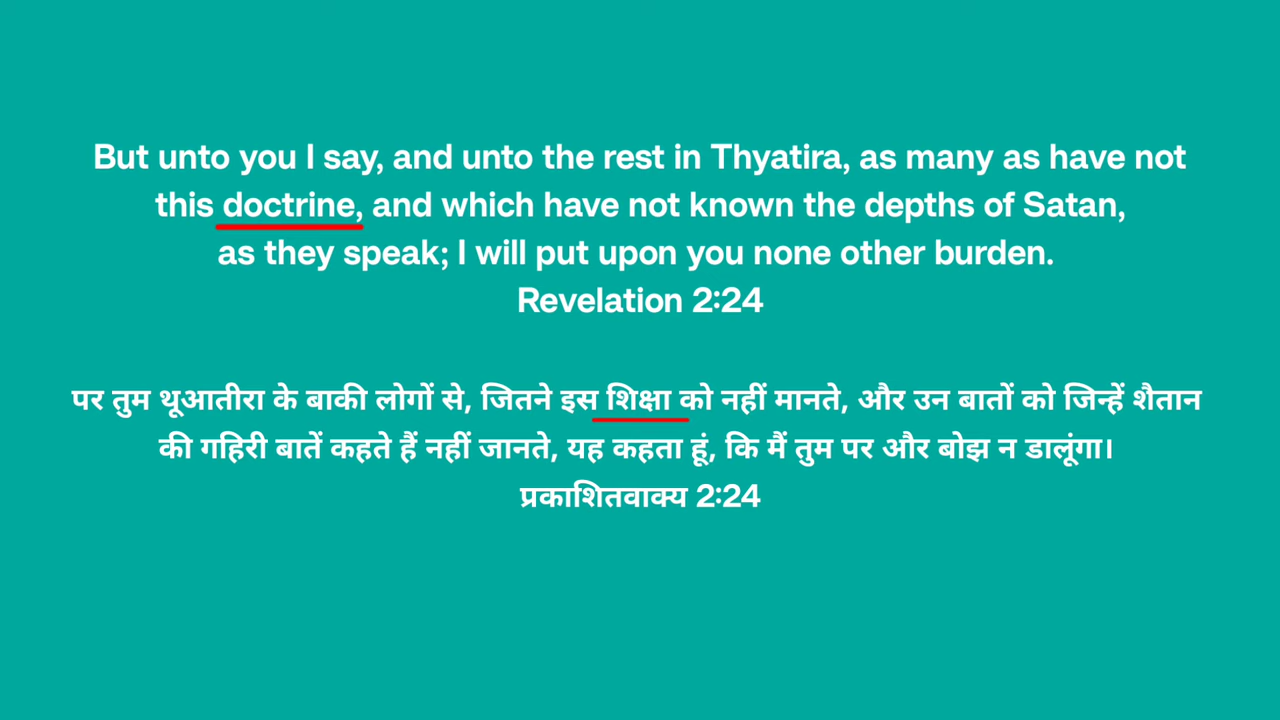 But unto you I say, and unto the rest in Thyatira, as many as have not
this doctrine, and which have not known the depths of Satan,
as they speak; I will put upon you none other burden.
Revelation 2:24
पर तुम थूआतीरा के बाकी लोगों से, जितने इस शिक्षा को नहीं मानते, और उन बातों को जिन्हें शैतान
की गहिरी बातें कहते हैं नहीं जानते, यह कहता हूं, कि मैं तुम पर और बोझ न डालूंगा।
प्रकाशितवाक्य 2:24